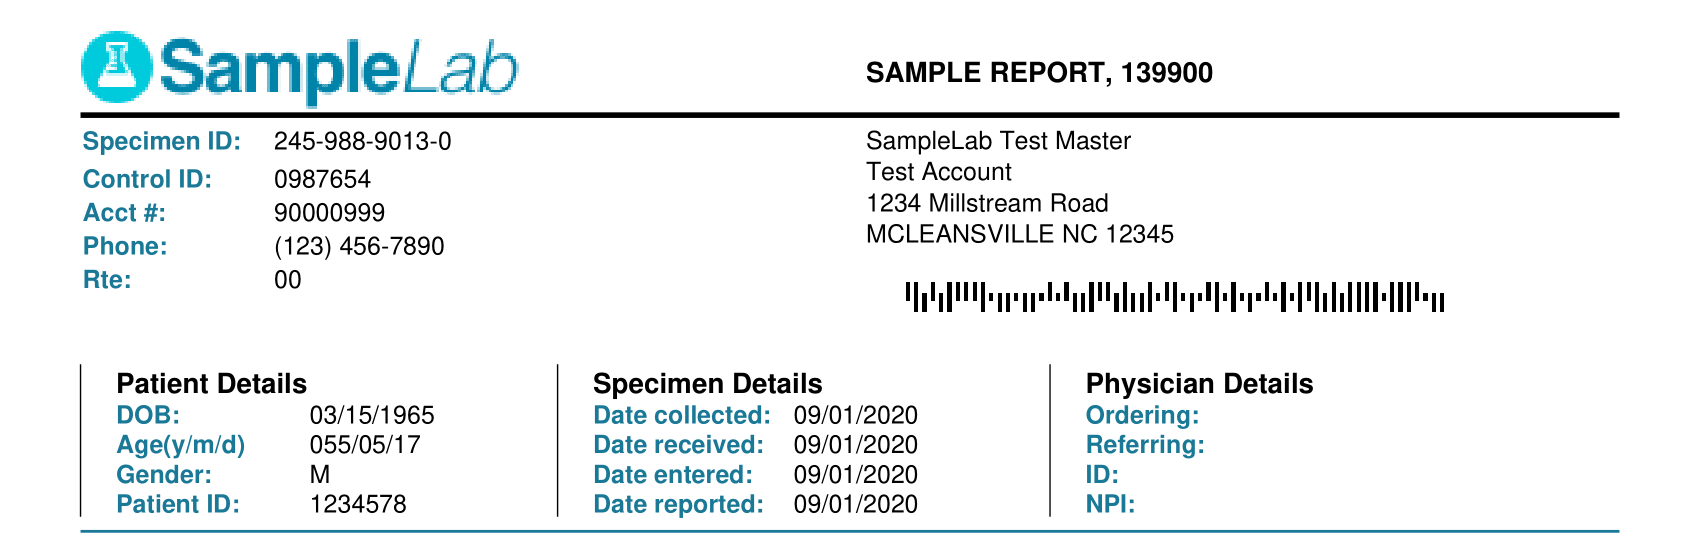 SampleLab
SAMPLE REPORT, 139900
Specimen ID: 245-988-9013-0
Control ID: 0987654
Acct #: 90000999
Phone: (123) 456-7890
Rte: 00
SampleLab Test Master
Test Account
1234 Millstream Road
MCLEANSVILLE NC 12345
Patient Details
DOB: 03/15/1965
Age(y/m/d) 055/05/17
Gender: M
Patient ID: 1234578
Specimen Details
Date collected: 09/01/2020
Date received: 09/01/2020
Date entered: 09/01/2020
Date reported: 09/01/2020
Physician Details
Ordering:
Referring:
ID:
NPI: